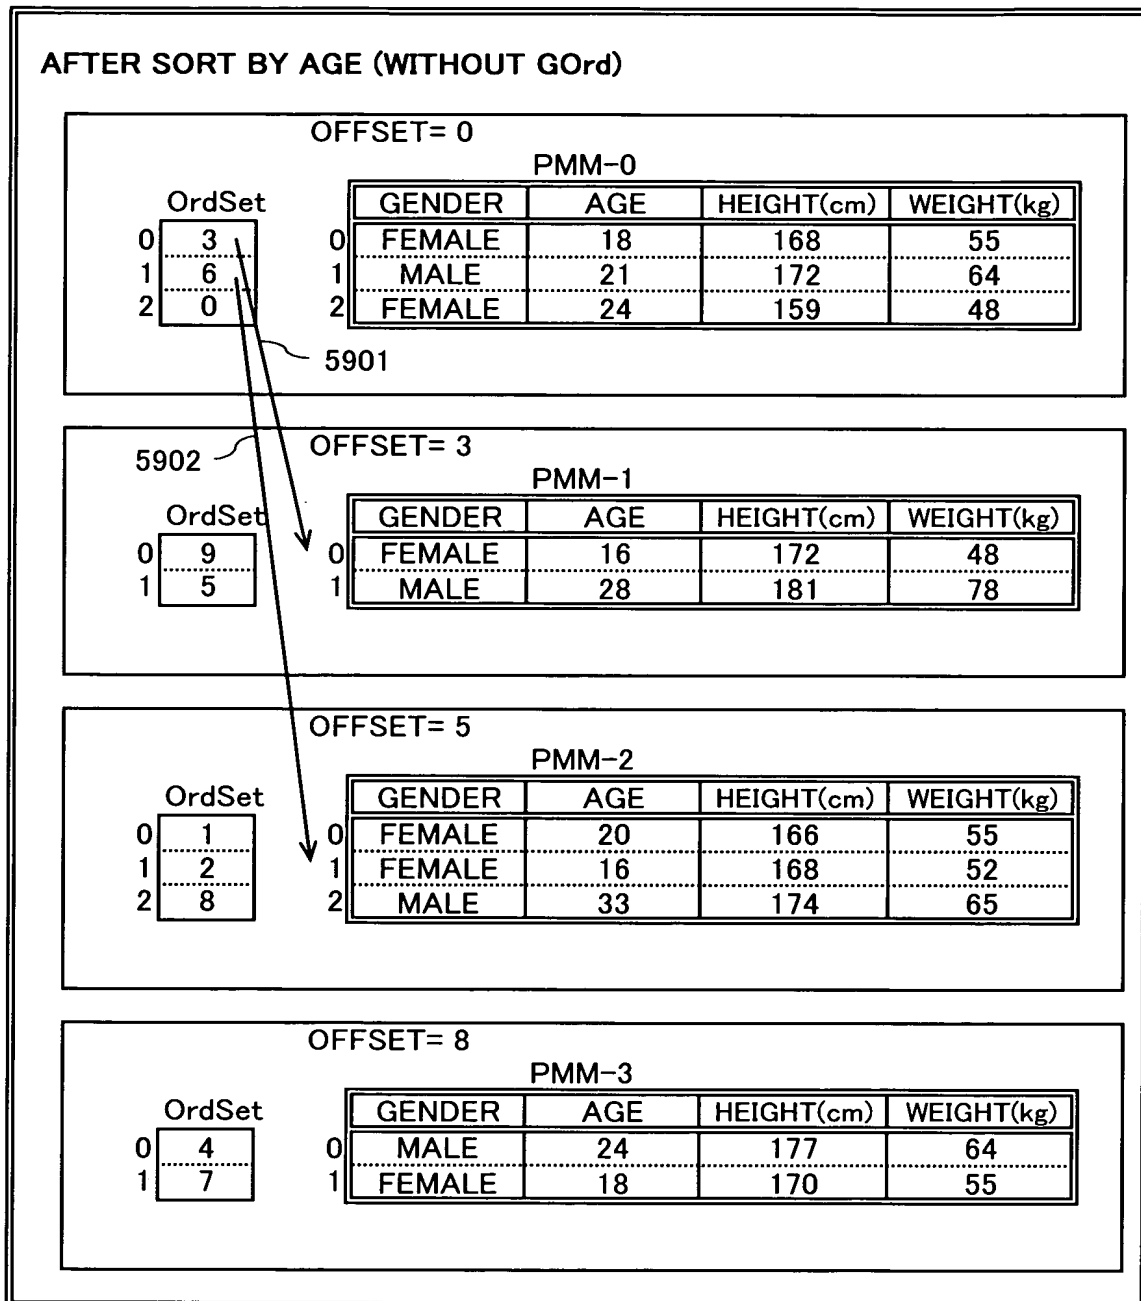 AFTER SORT BY AGE (WITHOUT GOrd)
OFFSET= 0
PMM-0
OrdSet GENDER AGE HEIGHT(cm) WEIGHT(kg)
0 3 0 FEMALE 18 168 55
1 6 1 MALE 21 172 64
2 0 2 FEMALE 24 159 48
5901
5902
OFFSET= 3
PMM-1
OrdSet GENDER AGE HEIGHT(cm) WEIGHT(kg)
0 9 0 FEMALE 16 172 48
1 5 1 MALE 28 181 78
OFFSET= 5
PMM-2
OrdSet GENDER AGE HEIGHT(cm) WEIGHT(kg)
0 1 0 FEMALE 20 166 55
1 2 1 FEMALE 16 168 52
2 8 2 MALE 33 174 65
OFFSET= 8
PMM-3
OrdSet GENDER AGE HEIGHT(cm) WEIGHT(kg)
0 4 0 MALE 24 177 64
1 7 1 FEMALE 18 170 55